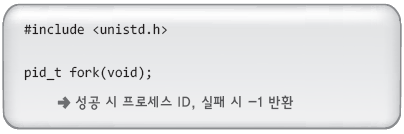 #include <unistd.h>
pid_t fork(void);
➔ 성공 시 프로세스 ID, 실패 시 −1 반환